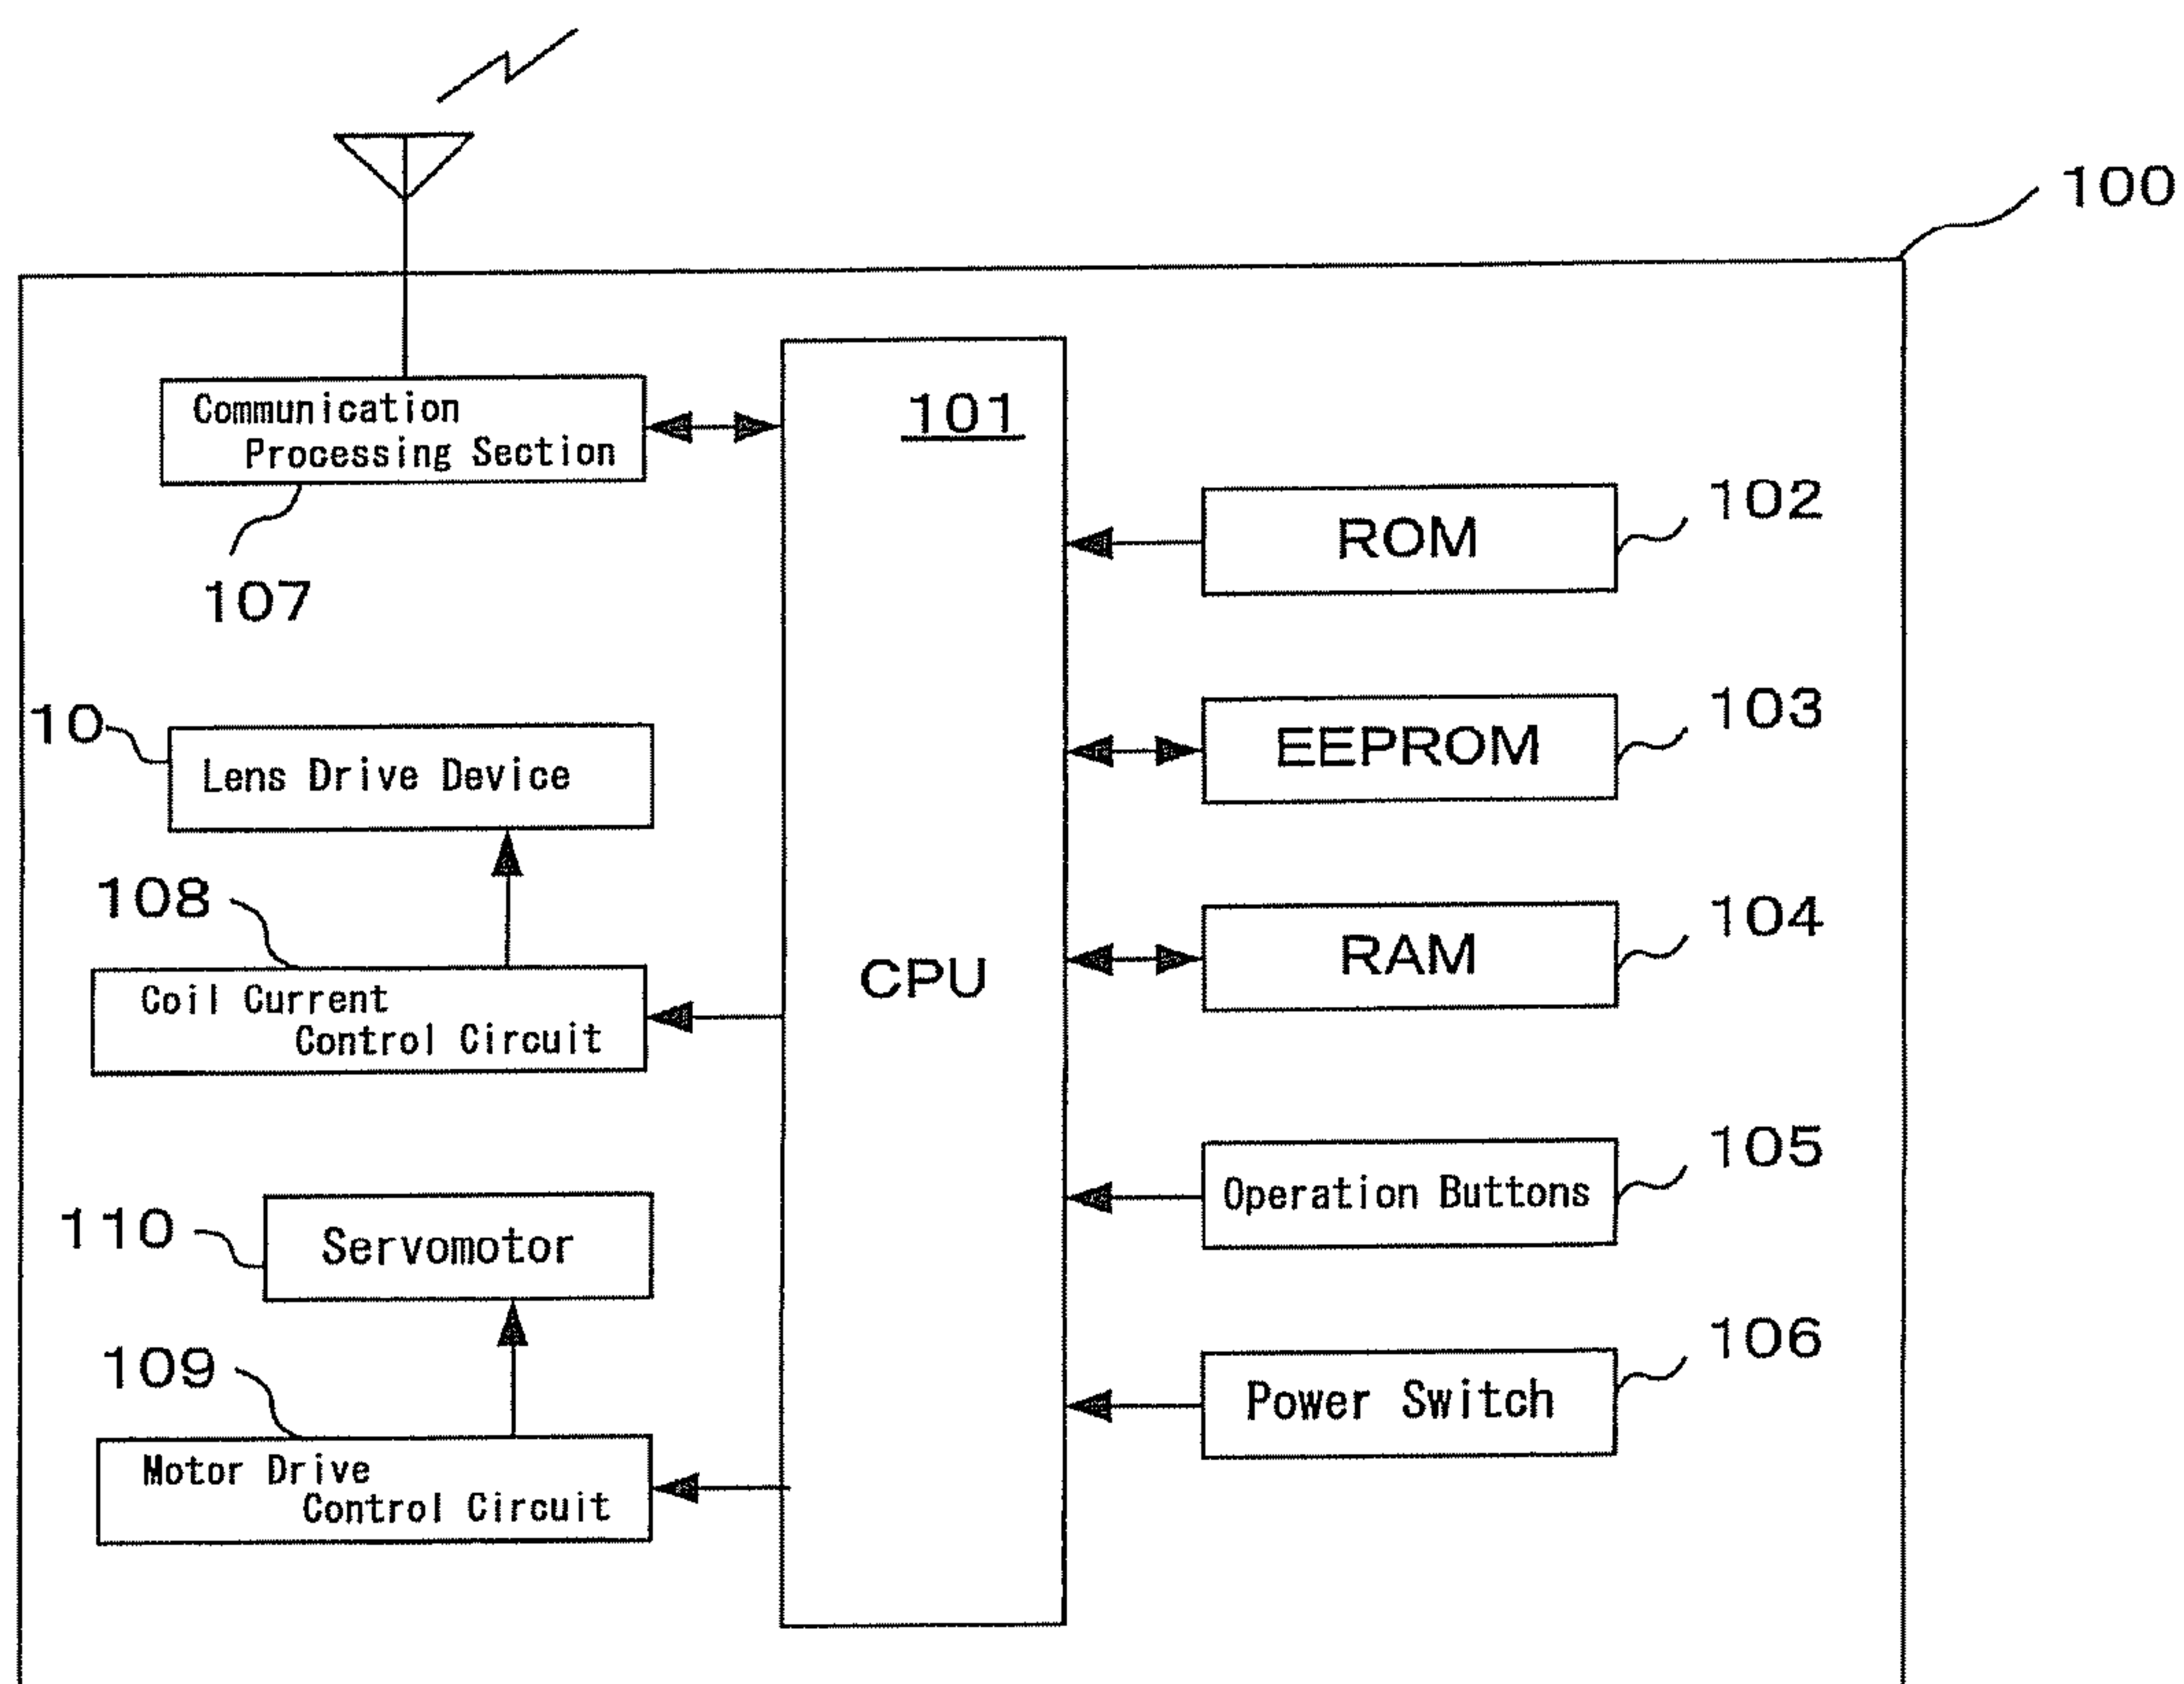 100
Communication
Processing Section
107
10
Lens Drive Device
108
Coil Current
Control Circuit
110
Servomotor
109
Motor Drive
Control Circuit
101
CPU
ROM
102
EEPROM
103
RAM
104
Operation Buttons
105
Power Switch
106